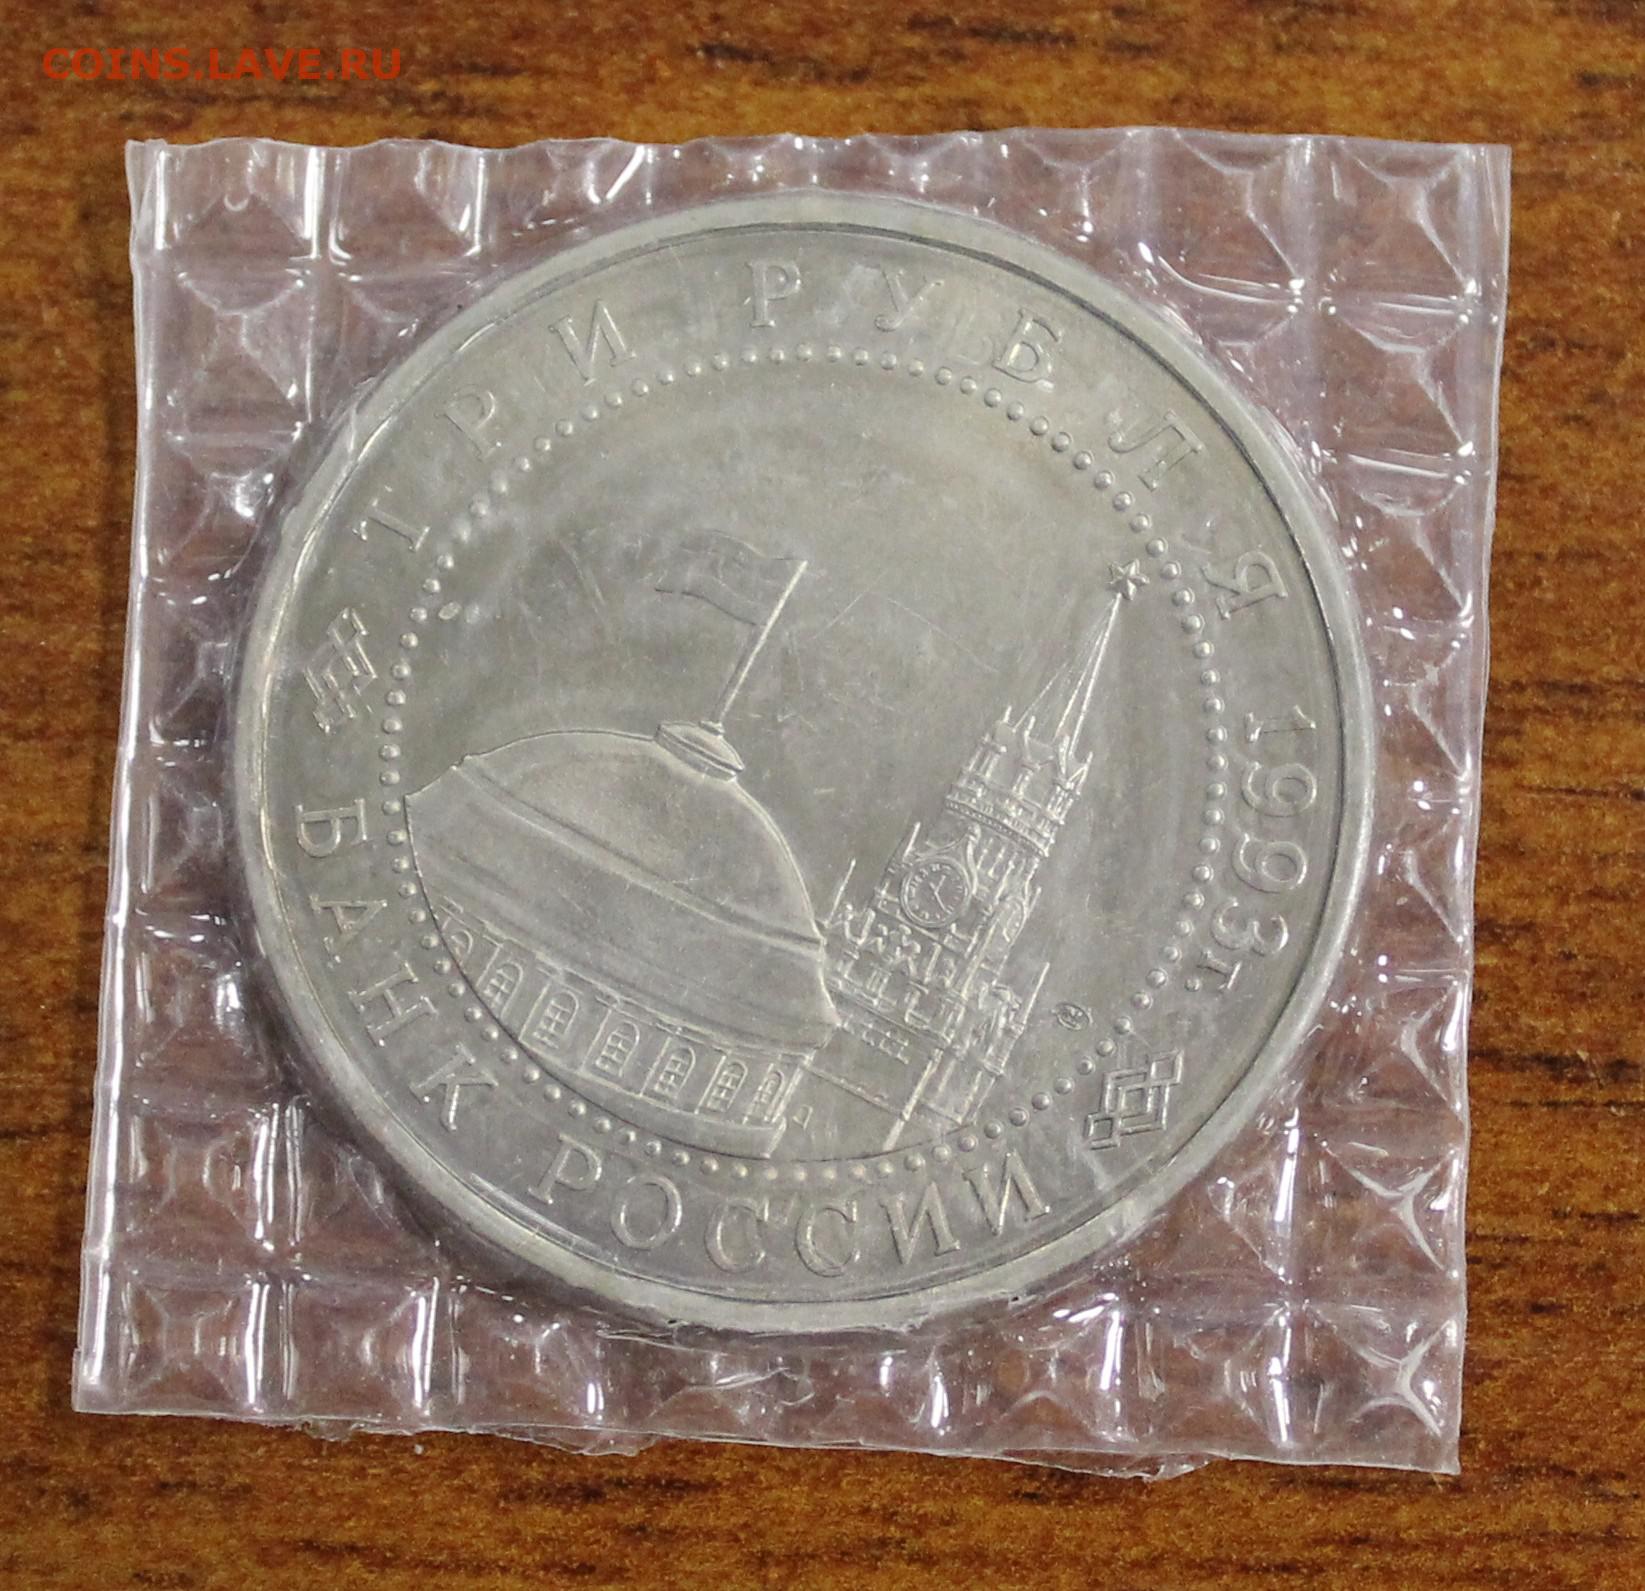 COINS.LAVE.RU
ТРИ РУБЛЯ 1993г.
БАНК РОССИИ